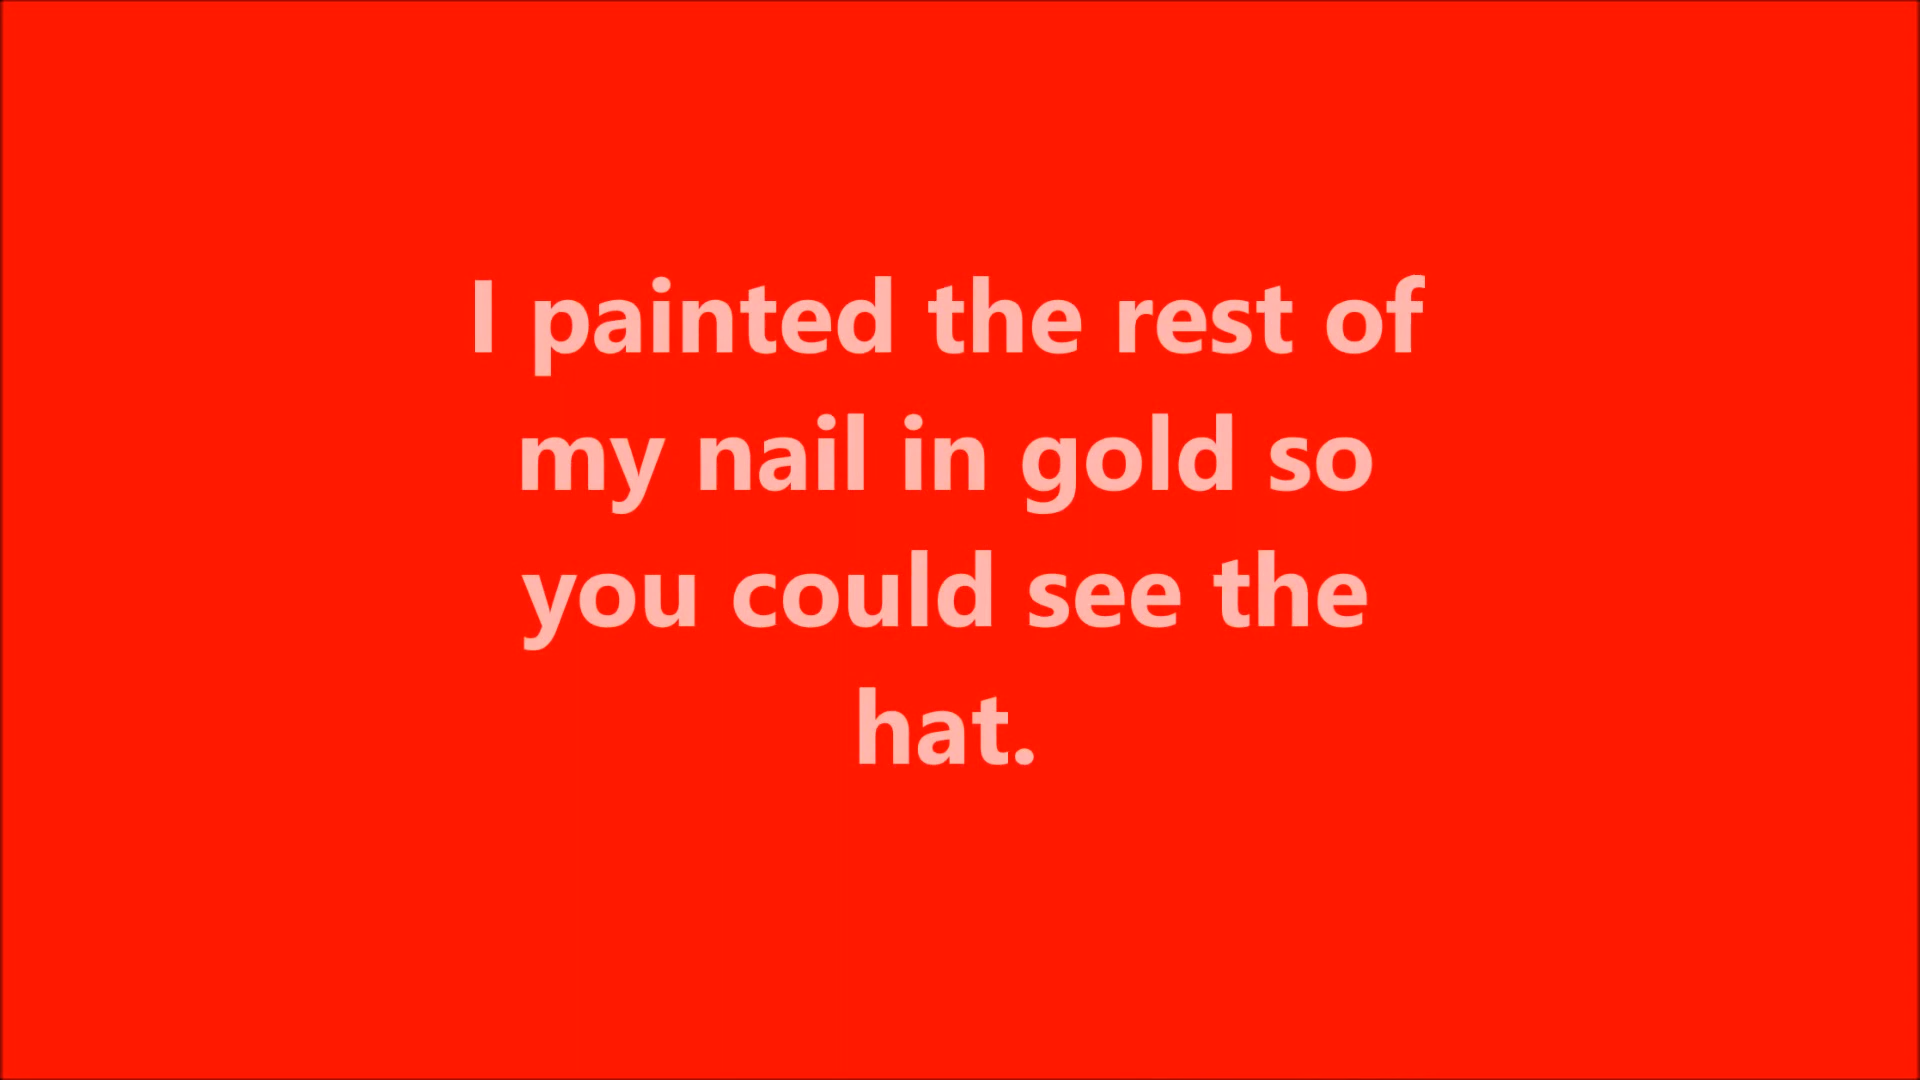 I painted the rest of
my nail in gold so
you could see the
hat.